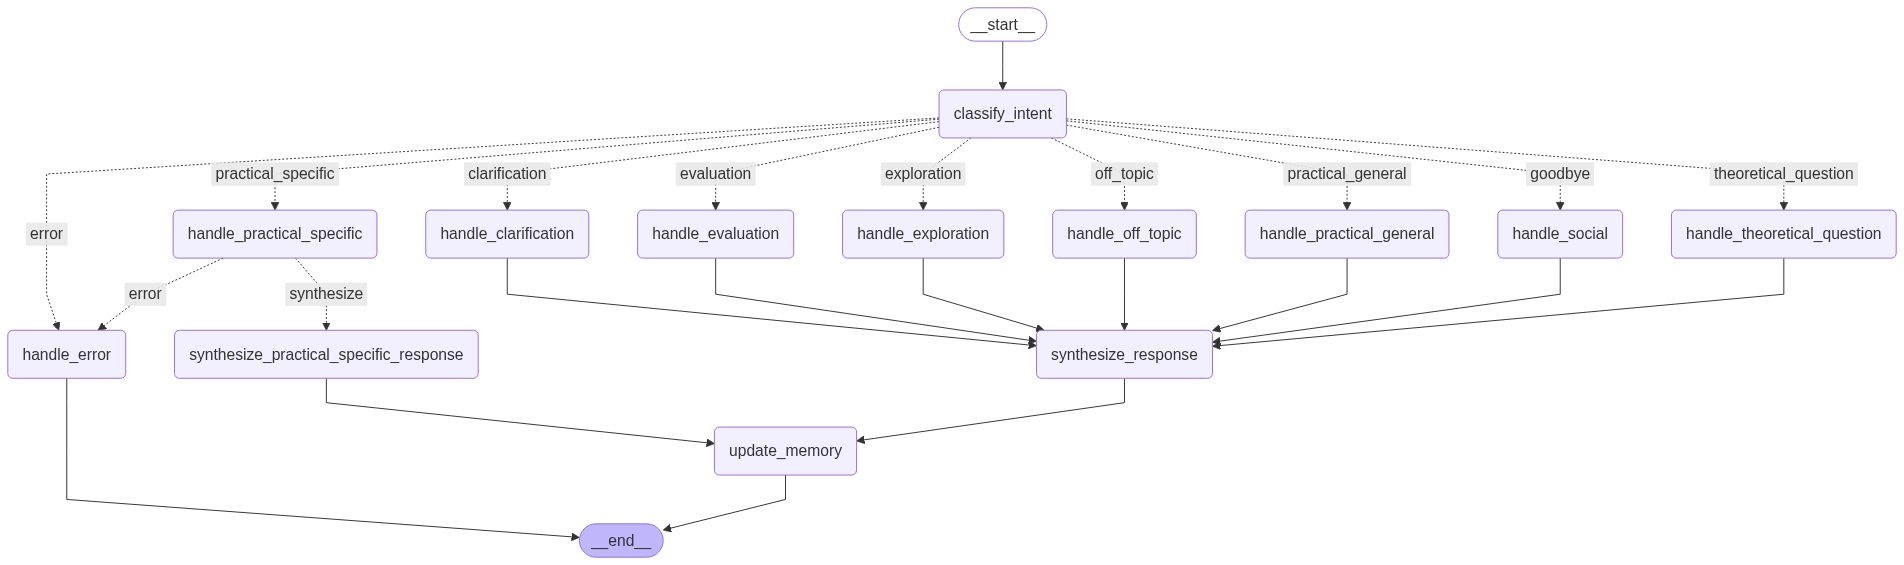 __start__
classify_intent
practical_specific
clarification
evaluation
exploration
off_topic
practical_general
goodbye
theoretical_question
error
handle_practical_specific
handle_clarification
handle_evaluation
handle_exploration
handle_off_topic
handle_practical_general
handle_social
handle_theoretical_question
error
synthesize
handle_error
synthesize_practical_specific_response
synthesize_response
update_memory
__end__